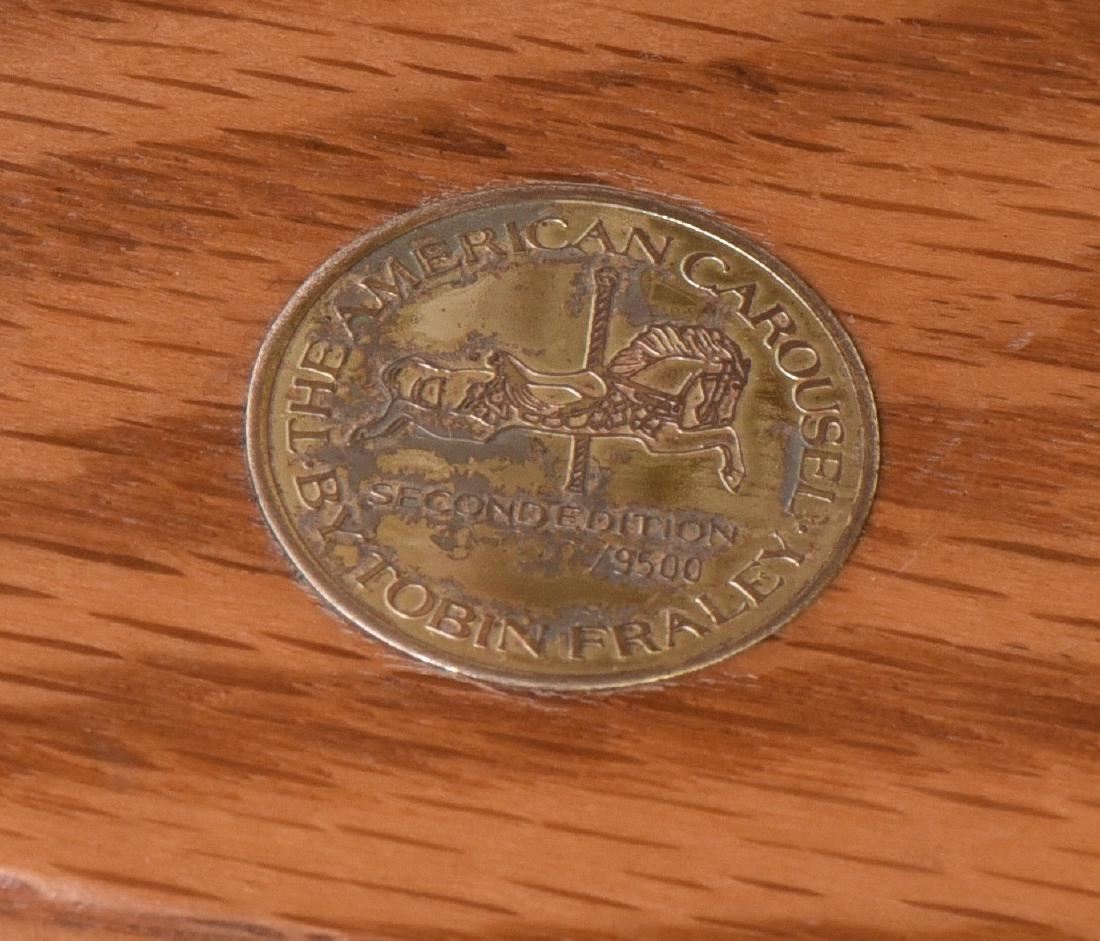 THE AMERICAN CAROUSEL
SECOND EDITION
/9500
· BY TOBIN FRALEY ·